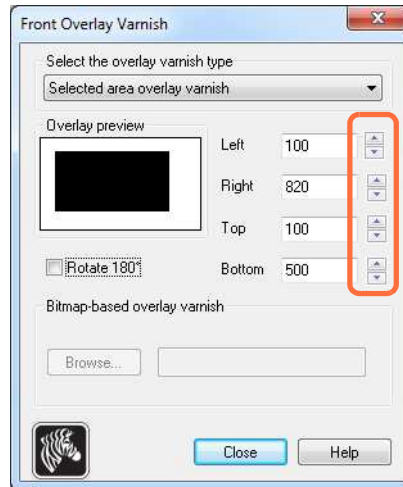 Front Overlay Varnish
Select the overlay varnish type
Selected area overlay varnish
Overlay preview
Left 100
Right 820
Top 100
Bottom 500
Rotate 180°
Bitmap-based overlay varnish
Browse...
Close Help